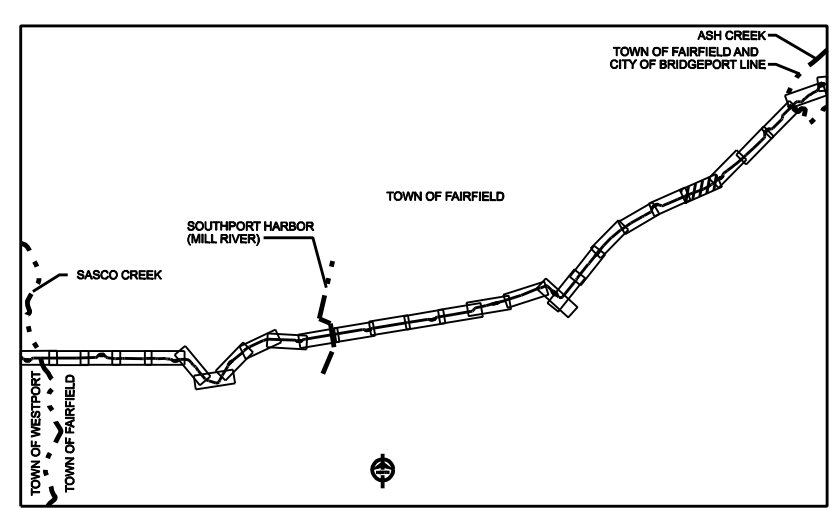 ASH CREEK
TOWN OF FAIRFIELD AND
CITY OF BRIDGEPORT LINE
TOWN OF FAIRFIELD
SOUTHPORT HARBOR
(MILL RIVER)
SASCO CREEK
TOWN OF WESTPORT
TOWN OF FAIRFIELD